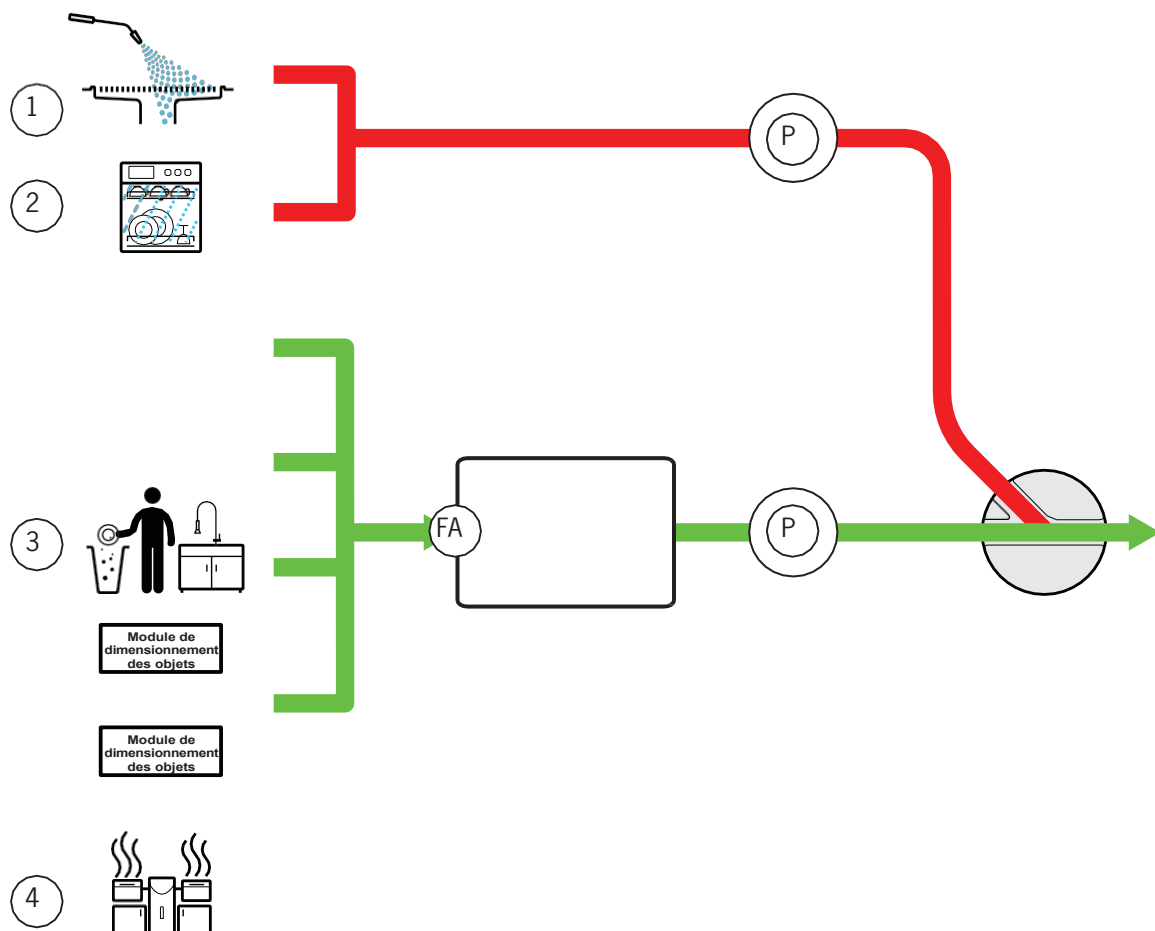 1
P
2
3
FA
P
Module de
dimensionnement
des objets
Module de
dimensionnement
des objets
4